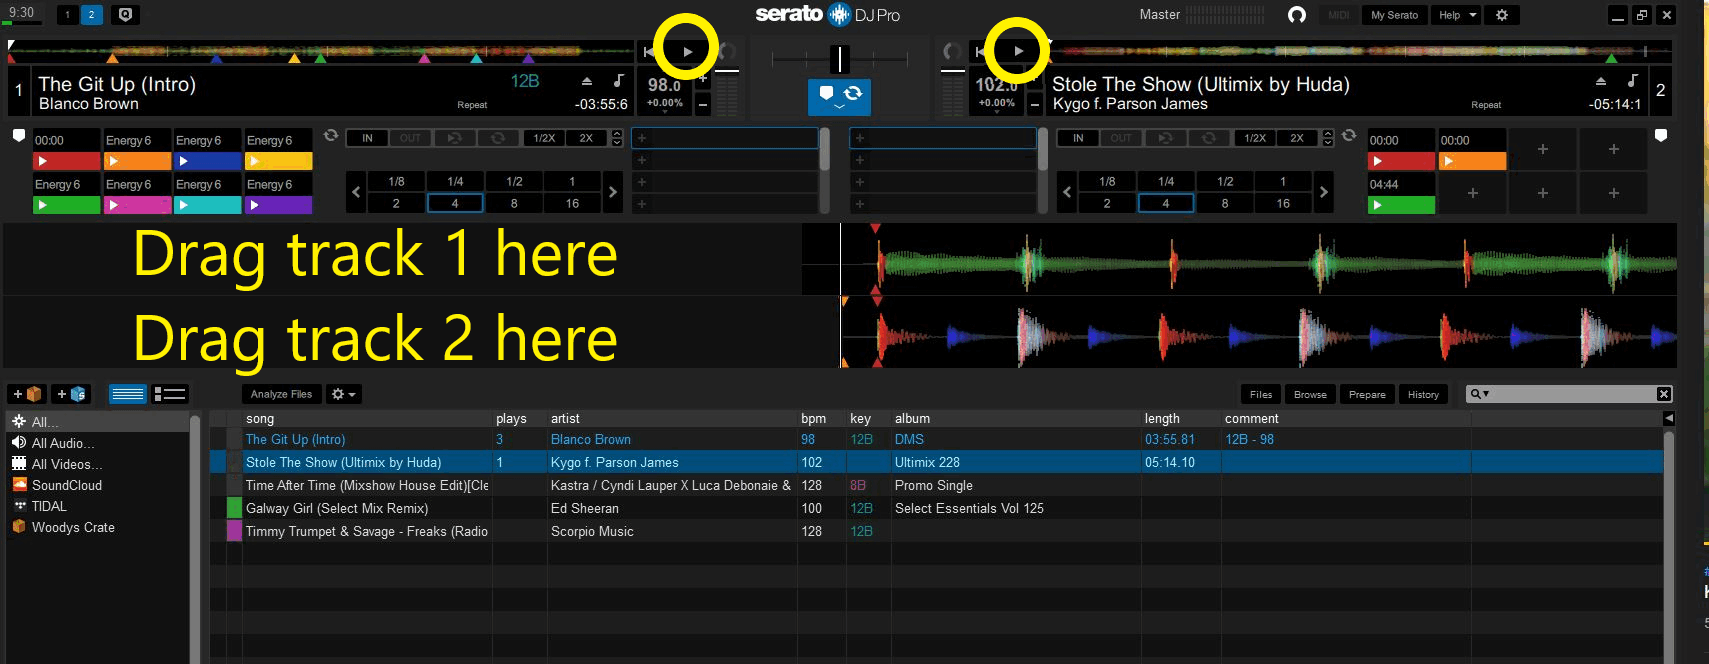 9:30 1 2 serato DJ Pro Master MIDI My Serato Help
1 The Git Up (Intro) 12B 98.0
Blanco Brown Repeat -03:55:6 +0.00%
102.0 Stole The Show (Ultimix by Huda) 2
+0.00% Kygo f. Parson James Repeat -05:14:1
00:00 Energy 6 Energy 6 Energy 6 IN OUT 1/2X 2X
Energy 6 Energy 6 Energy 6 Energy 6
1/8 1/4 1/2 1
2 4 8 16
IN OUT 1/2X 2X 00:00 00:00
1/8 1/4 1/2 1 04:44
2 4 8 16
Drag track 1 here
Drag track 2 here
Analyze Files Files Browse Prepare History
All...
All Audio...
All Videos...
SoundCloud
TIDAL
Woodys Crate
song plays artist bpm key album length comment
The Git Up (Intro) 3 Blanco Brown 98 12B DMS 03:55.81 12B - 98
Stole The Show (Ultimix by Huda) 1 Kygo f. Parson James 102 Ultimix 228 05:14.10
Time After Time (Mixshow House Edit)[Cle Kastra / Cyndi Lauper X Luca Debonaie & 128 8B Promo Single
Galway Girl (Select Mix Remix) Ed Sheeran 100 12B Select Essentials Vol 125
Timmy Trumpet & Savage - Freaks (Radio Scorpio Music 128 12B